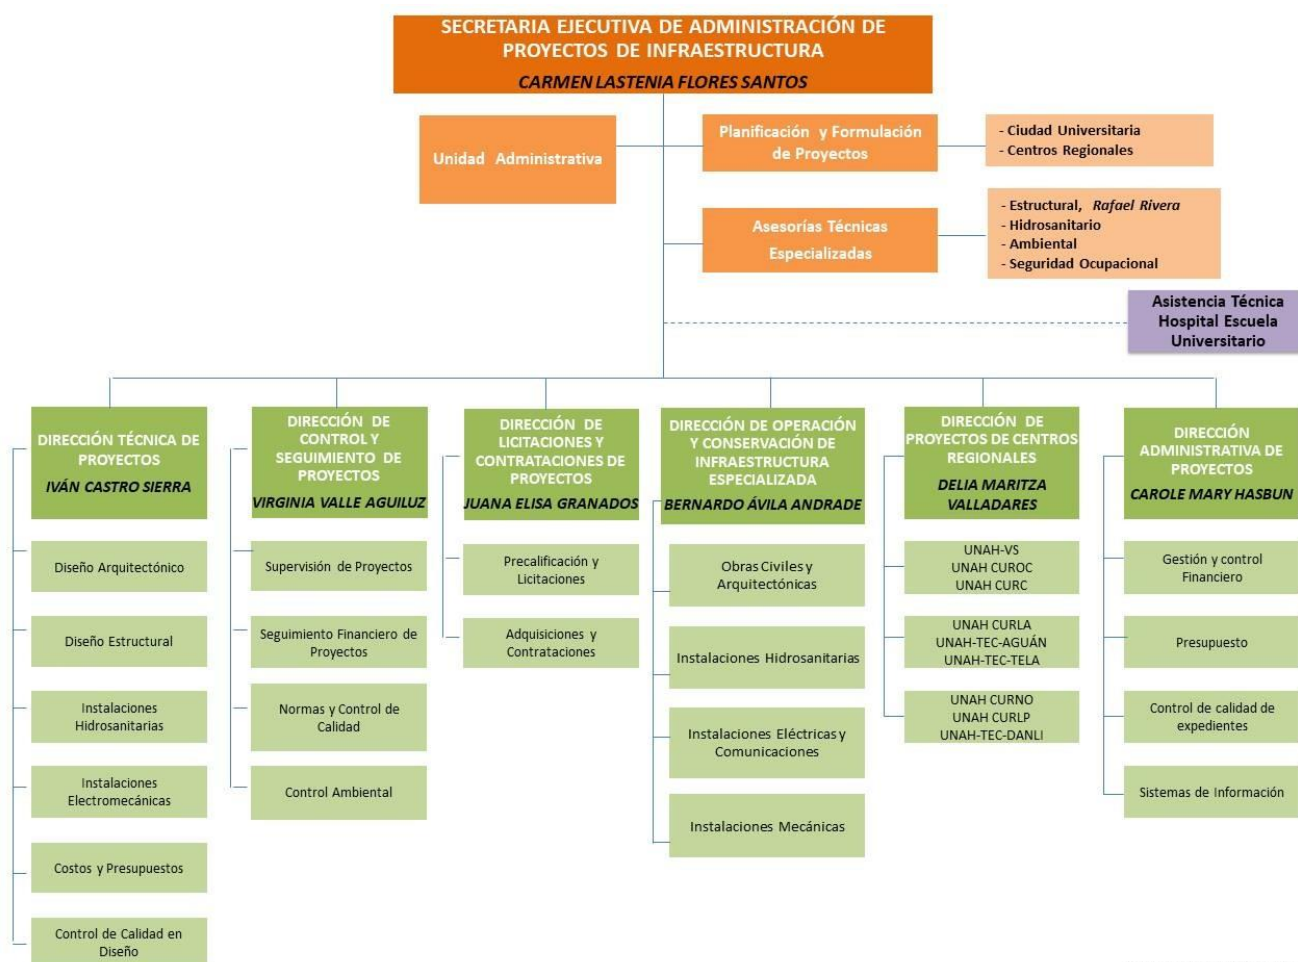 SECRETARIA EJECUTIVA DE ADMINISTRACIÓN DE
PROYECTOS DE INFRAESTRUCTURA
CARMEN LASTENIA FLORES SANTOS
Unidad Administrativa
Planificación y Formulación
de Proyectos
- Ciudad Universitaria
- Centros Regionales
Asesorías Técnicas
Especializadas
- Estructural, Rafael Rivera
- Hidrosanitario
- Ambiental
- Seguridad Ocupacional
Asistencia Técnica
Hospital Escuela
Universitario
DIRECCIÓN TÉCNICA DE
PROYECTOS
IVÁN CASTRO SIERRA
Diseño Arquitectónico
Diseño Estructural
Instalaciones
Hidrosanitarias
Instalaciones
Electromecánicas
Costos y Presupuestos
Control de Calidad en
Diseño
DIRECCIÓN DE
CONTROL Y
SEGUIMIENTO DE
PROYECTOS
VIRGINIA VALLE AGUILUZ
Supervisión de Proyectos
Seguimiento Financiero de
Proyectos
Normas y Control de
Calidad
Control Ambiental
DIRECCIÓN DE
LICITACIONES Y
CONTRATACIONES DE
PROYECTOS
JUANA ELISA GRANADOS
Precalificación y
Licitaciones
Adquisiciones y
Contrataciones
DIRECCIÓN DE OPERACIÓN
Y CONSERVACIÓN DE
INFRAESTRUCTURA
ESPECIALIZADA
BERNARDO ÁVILA ANDRADE
Obras Civiles y
Arquitectónicas
Instalaciones Hidrosanitarias
Instalaciones Eléctricas y
Comunicaciones
Instalaciones Mecánicas
DIRECCIÓN DE
PROYECTOS DE CENTROS
REGIONALES
DELIA MARITZA
VALLADARES
UNAH-VS
UNAH CUROC
UNAH CURC
UNAH CURLA
UNAH-TEC-AGUÁN
UNAH-TEC-TELA
UNAH CURNO
UNAH CURLP
UNAH-TEC-DANLI
DIRECCIÓN
ADMINISTRATIVA DE
PROYECTOS
CAROLE MARY HASBUN
Gestión y control
Financiero
Presupuesto
Control de calidad de
expedientes
Sistemas de Información